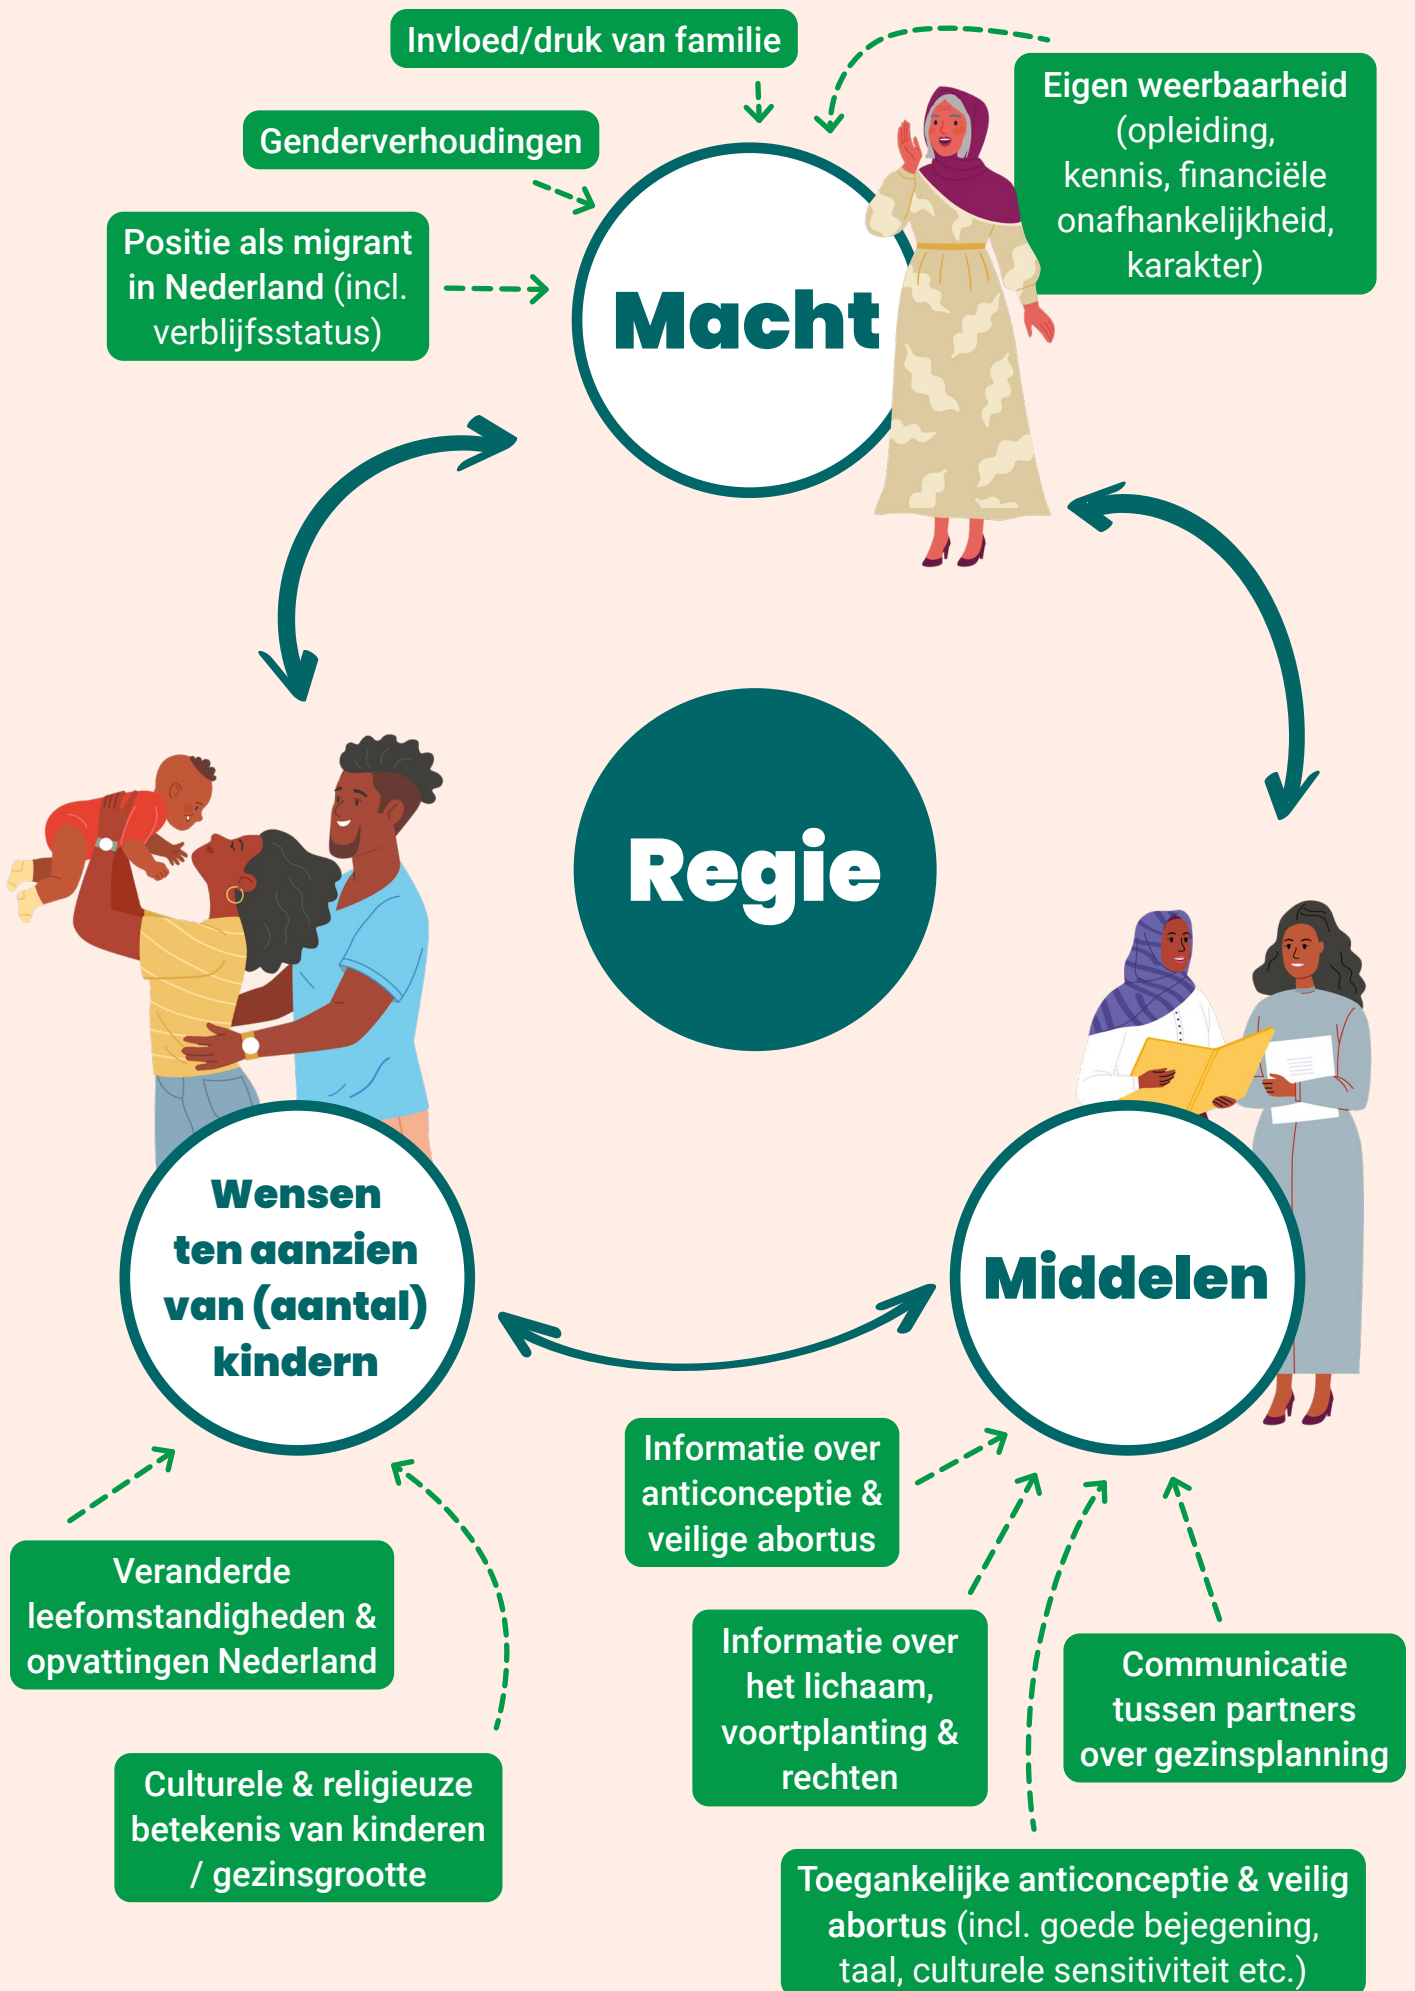 Invloed/druk van familie
Eigen weerbaarheid
(opleiding,
kennis, financiële
onafhankelijkheid,
karakter)
Genderverhoudingen
Positie als migrant
in Nederland (incl.
verblijfsstatus)
Macht
Regie
Wensen
ten aanzien
van (aantal)
kindern
Middelen
Informatie over
anticonceptie &
veilige abortus
Veranderde
leefomstandigheden &
opvattingen Nederland
Informatie over
het lichaam,
voortplanting &
rechten
Communicatie
tussen partners
over gezinsplanning
Culturele & religieuze
betekenis van kinderen
/ gezinsgrootte
Toegankelijke anticonceptie & veilig
abortus (incl. goede bejegening,
taal, culturele sensitiviteit etc.)